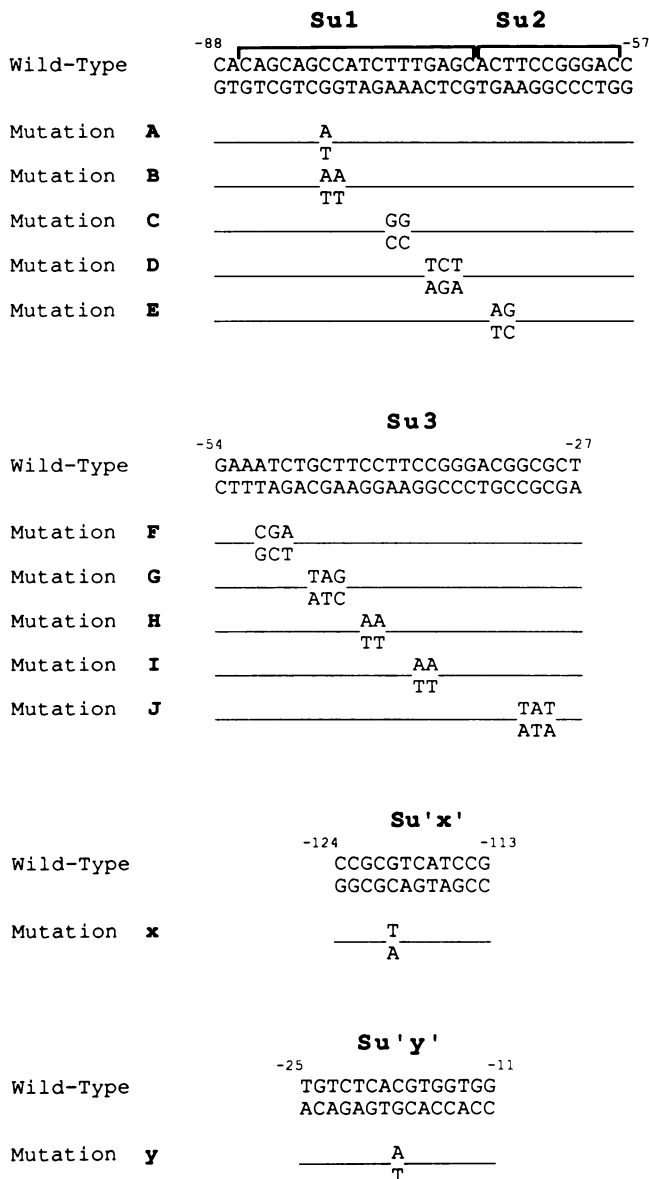 Su1 Su2
-88 -57
Wild-Type CACAGCAGCCATCTTTGAGCACTTCCGGGACC
GTGTCGTCGGTAGAAACTCGTGAAGGCCCTGG
Mutation A A
T
Mutation B AA
TT
Mutation C GG
CC
Mutation D TCT
AGA
Mutation E AG
TC
Su3
-54 -27
Wild-Type GAAATCTGCTTCCTTCCGGGACGGCGCT
CTTTAGACGAAGGAAGGCCCTGCCGCGA
Mutation F CGA
GCT
Mutation G TAG
ATC
Mutation H AA
TT
Mutation I AA
TT
Mutation J TAT
ATA
Su'x'
-124 -113
Wild-Type CCGCGTCATCCG
GGCGCAGTAGCC
Mutation x T
A
Su'y'
-25 -11
Wild-Type TGTCTCACGTGGTGG
ACAGAGTGCACCACC
Mutation y A
T